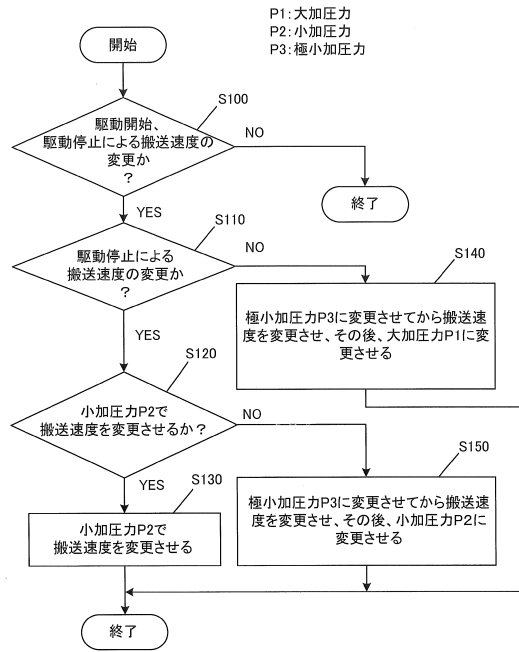 P1：大加圧力
P2：小加圧力
P3：極小加圧力
開始
S100
駆動開始、
駆動停止による搬送速度の
変更か
？
NO
終了
YES
S110
駆動停止による
搬送速度の変更か
？
NO
S140
極小加圧力P3に変更させてから搬送速
度を変更させ、その後、大加圧力P1に変
更させる
YES
S120
小加圧力P2で
搬送速度を変更させるか？
NO
S150
極小加圧力P3に変更させてから搬送速
度を変更させ、その後、小加圧力P2に
変更させる
YES
S130
小加圧力P2で
搬送速度を変更させる
終了